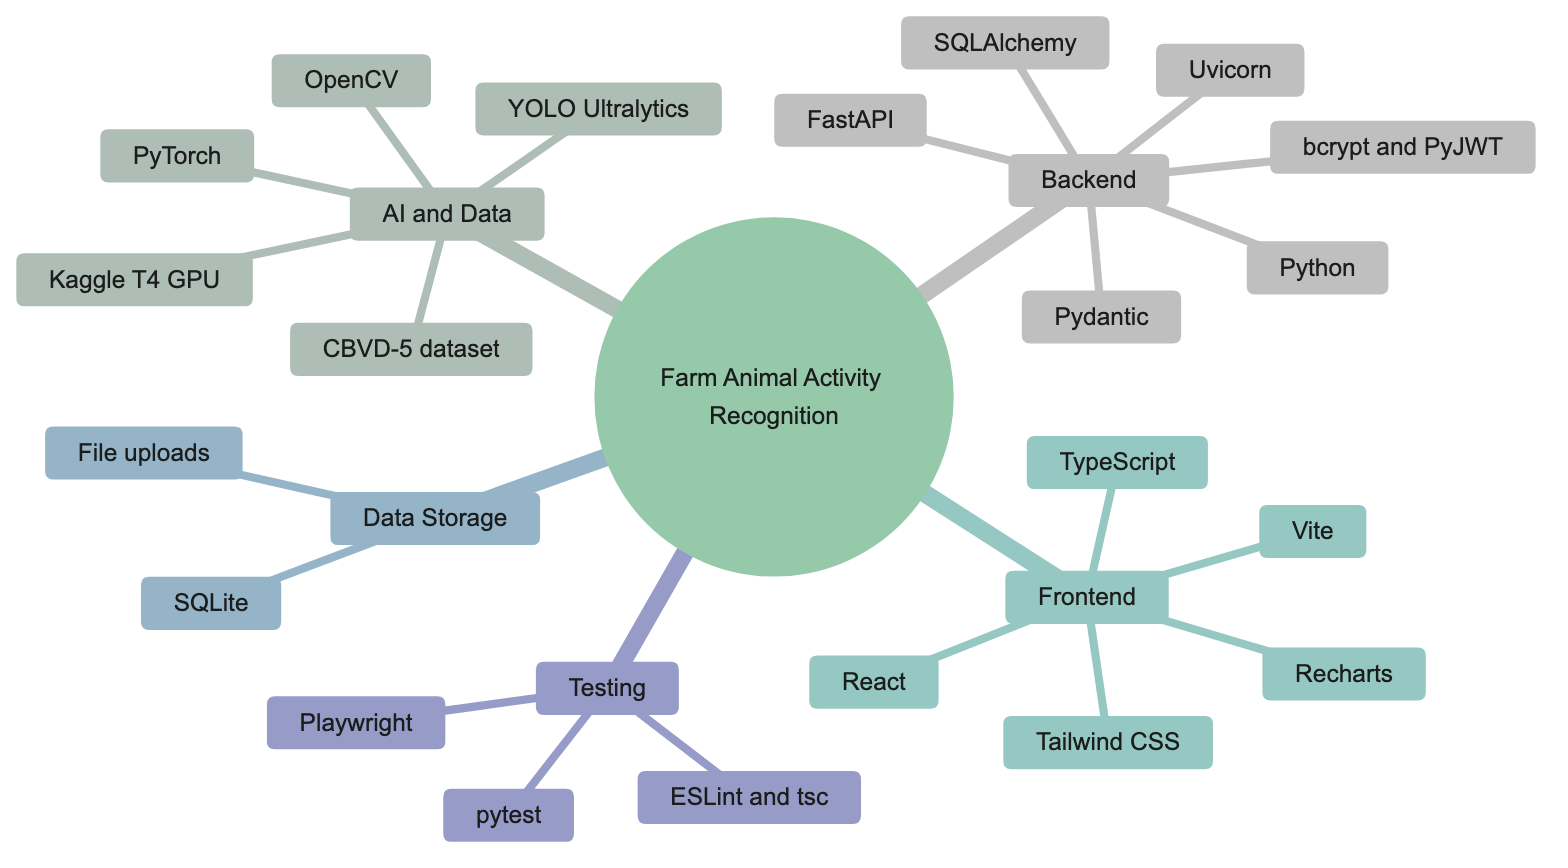 Farm Animal Activity
Recognition
AI and Data
OpenCV
YOLO Ultralytics
PyTorch
Kaggle T4 GPU
CBVD-5 dataset
Backend
SQLAlchemy
Uvicorn
FastAPI
bcrypt and PyJWT
Python
Pydantic
Data Storage
File uploads
SQLite
Testing
Playwright
pytest
ESLint and tsc
Frontend
TypeScript
Vite
React
Recharts
Tailwind CSS